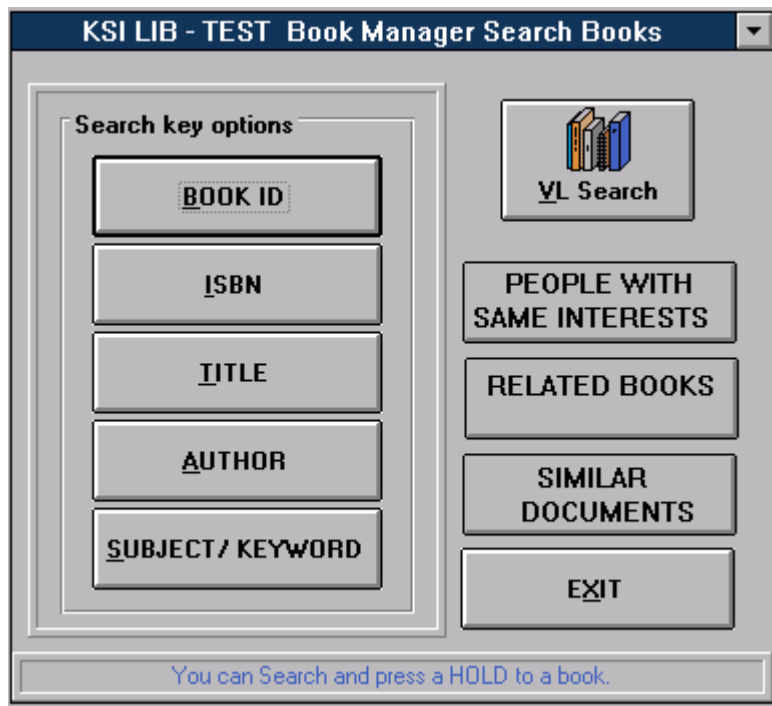 KSI LIB - TEST  Book Manager Search Books
Search key options
BOOK ID
ISBN
TITLE
AUTHOR
SUBJECT/ KEYWORD
VL Search
PEOPLE WITH
SAME INTERESTS
RELATED BOOKS
SIMILAR
DOCUMENTS
EXIT
You can Search and press a HOLD to a book.